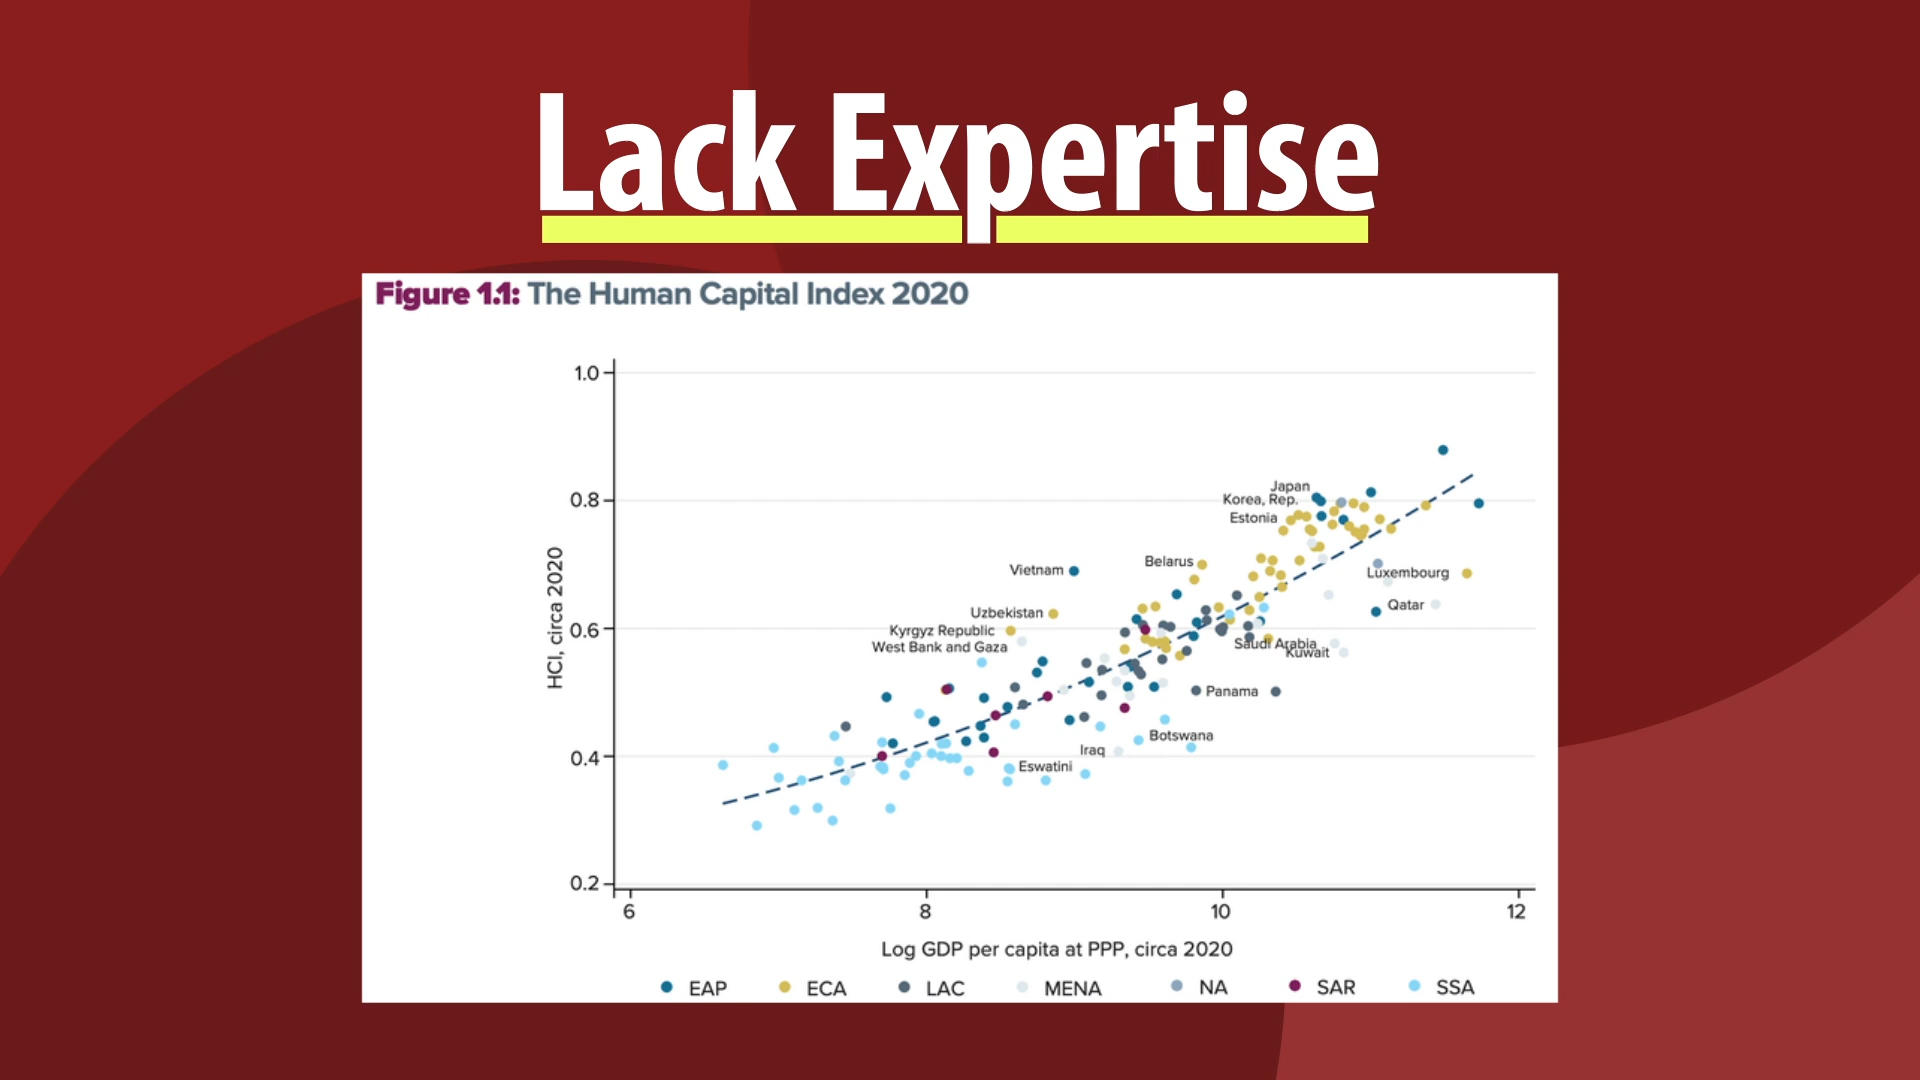 Lack Expertise
Figure 1.1: The Human Capital Index 2020
1.0
0.8
0.6
0.4
0.2
HCI, circa 2020
Japan
Korea, Rep.
Estonia
Belarus
Vietnam
Luxembourg
Uzbekistan
Qatar
Kyrgyz Republic
West Bank and Gaza
Saudi Arabia
Kuwait
Panama
Botswana
Iraq
Eswatini
6 8 10 12
Log GDP per capita at PPP, circa 2020
EAP ECA LAC MENA NA SAR SSA